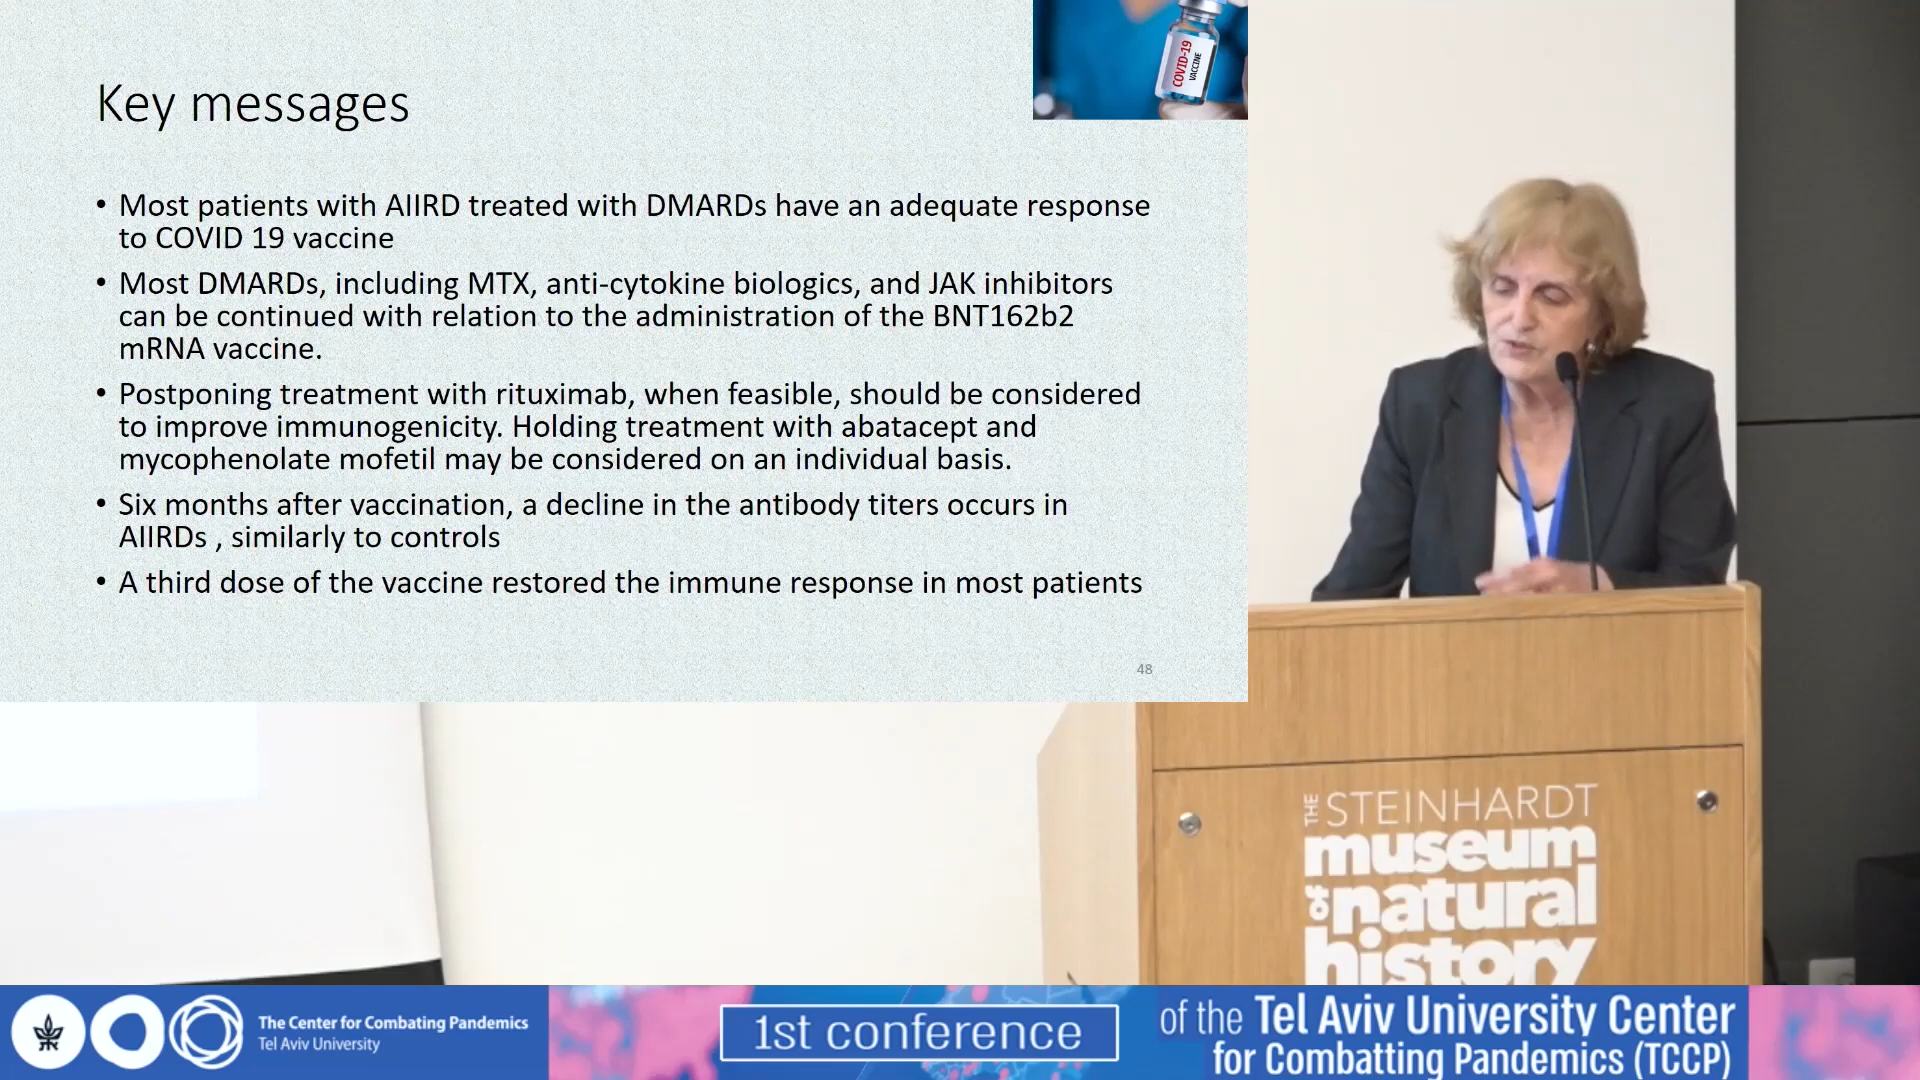 COVID-19
VACCINE
Key messages
• Most patients with AIIRD treated with DMARDs have an adequate response
to COVID 19 vaccine
• Most DMARDs, including MTX, anti-cytokine biologics, and JAK inhibitors
can be continued with relation to the administration of the BNT162b2
mRNA vaccine.
• Postponing treatment with rituximab, when feasible, should be considered
to improve immunogenicity. Holding treatment with abatacept and
mycophenolate mofetil may be considered on an individual basis.
• Six months after vaccination, a decline in the antibody titers occurs in
AIIRDs , similarly to controls
• A third dose of the vaccine restored the immune response in most patients
48
THE STEINHARDT
museum
of natural
history
The Center for Combating Pandemics
Tel Aviv University
1st conference
of the Tel Aviv University Center
for Combatting Pandemics (TCCP)